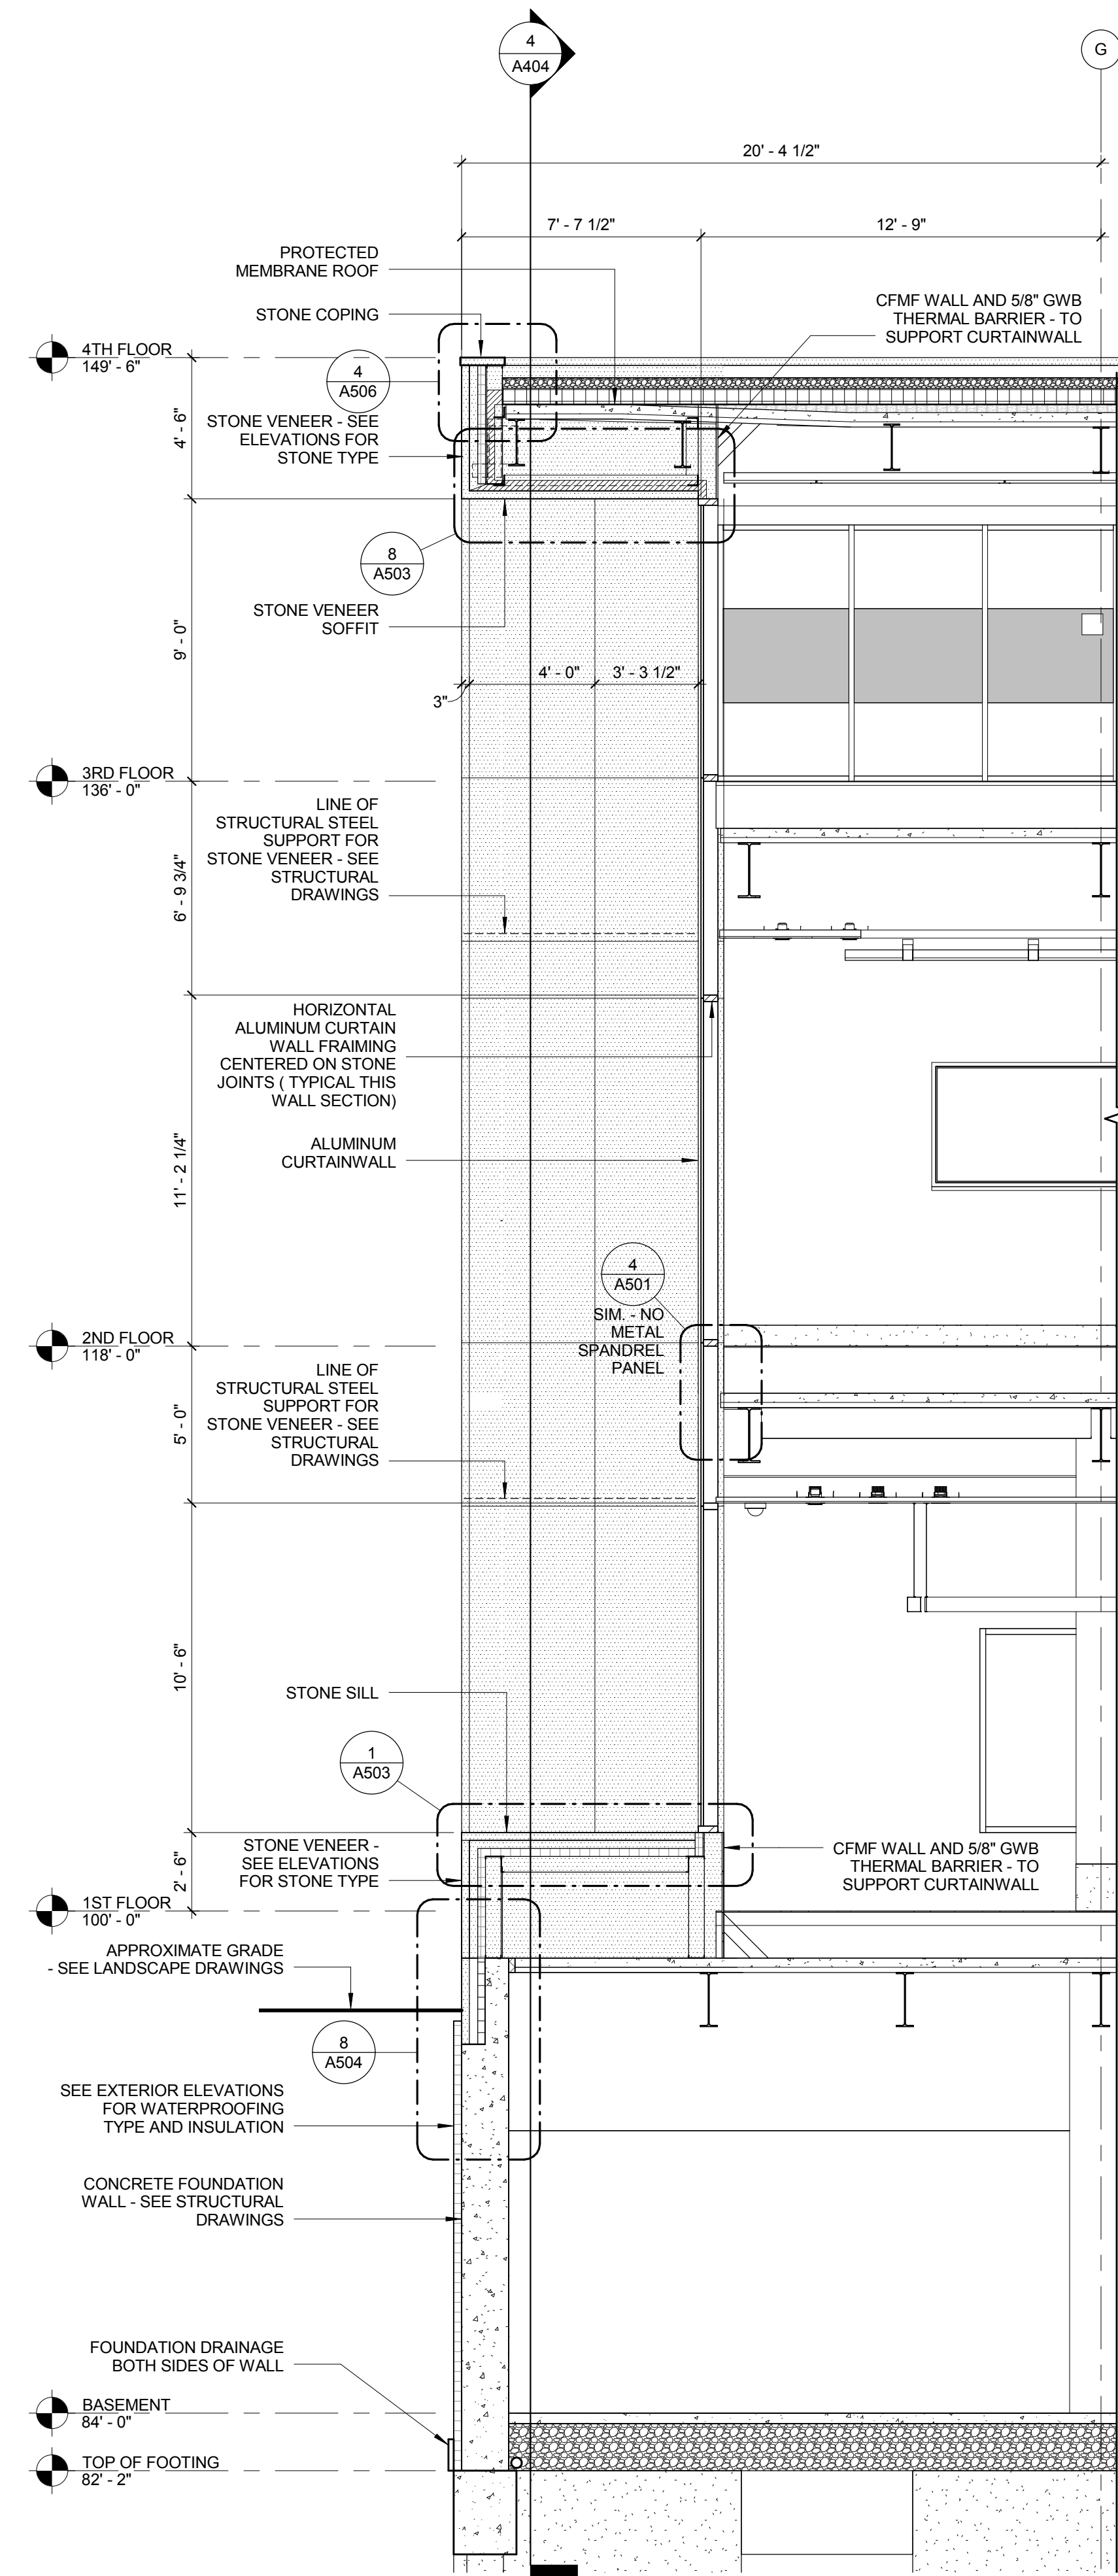 4
A404
G
20' - 4 1/2"
7' - 7 1/2"
12' - 9"
PROTECTED
MEMBRANE ROOF
STONE COPING
CFMF WALL AND 5/8" GWB
THERMAL BARRIER - TO
SUPPORT CURTAINWALL
4TH FLOOR
149' - 6"
4
A506
4' - 6"
STONE VENEER - SEE
ELEVATIONS FOR
STONE TYPE
8
A503
STONE VENEER
SOFFIT
9' - 0"
4' - 0"
3' - 3 1/2"
3"
3RD FLOOR
136' - 0"
LINE OF
STRUCTURAL STEEL
SUPPORT FOR
STONE VENEER - SEE
STRUCTURAL
DRAWINGS
6' - 9 3/4"
HORIZONTAL
ALUMINUM CURTAIN
WALL FRAIMING
CENTERED ON STONE
JOINTS ( TYPICAL THIS
WALL SECTION)
ALUMINUM
CURTAINWALL
11' - 2 1/4"
4
A501
SIM. - NO
METAL
SPANDREL
PANEL
2ND FLOOR
118' - 0"
LINE OF
STRUCTURAL STEEL
SUPPORT FOR
STONE VENEER - SEE
STRUCTURAL
DRAWINGS
5' - 0"
10' - 6"
STONE SILL
1
A503
STONE VENEER -
SEE ELEVATIONS
FOR STONE TYPE
CFMF WALL AND 5/8" GWB
THERMAL BARRIER - TO
SUPPORT CURTAINWALL
2' - 6"
1ST FLOOR
100' - 0"
APPROXIMATE GRADE
- SEE LANDSCAPE DRAWINGS
8
A504
SEE EXTERIOR ELEVATIONS
FOR WATERPROOFING
TYPE AND INSULATION
CONCRETE FOUNDATION
WALL - SEE STRUCTURAL
DRAWINGS
FOUNDATION DRAINAGE
BOTH SIDES OF WALL
BASEMENT
84' - 0"
TOP OF FOOTING
82' - 2"